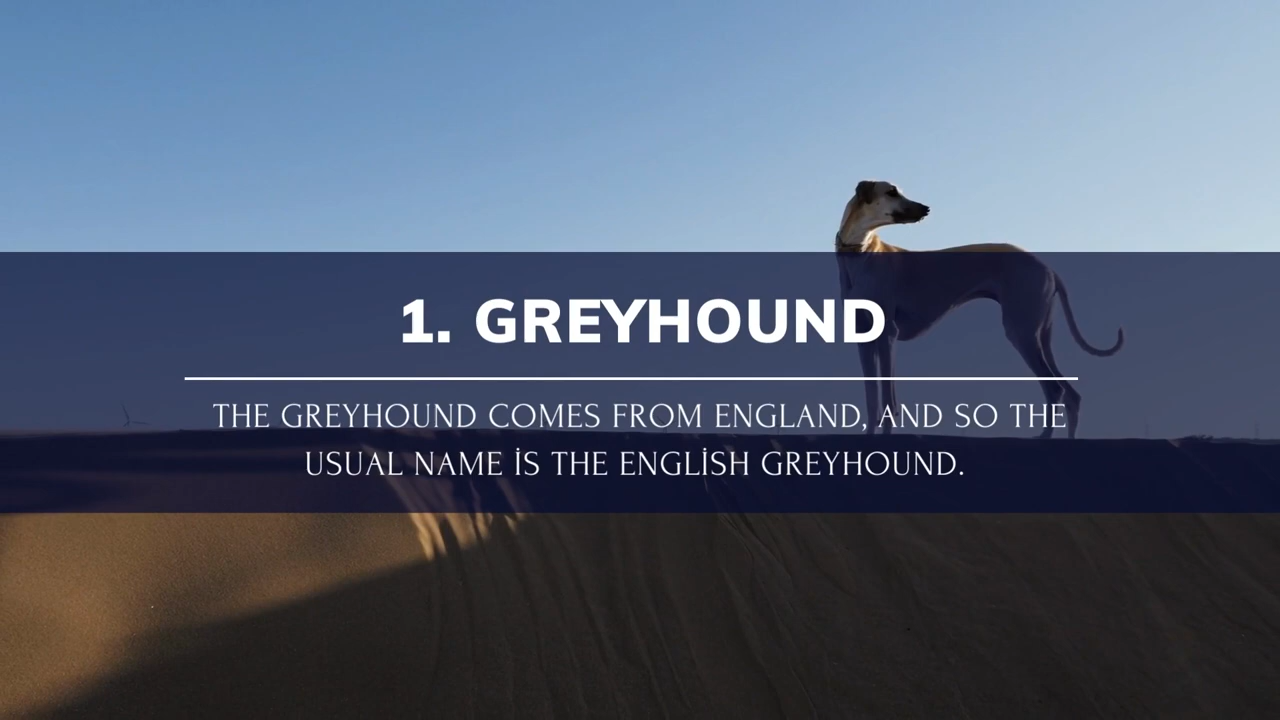 1. GREYHOUND
THE GREYHOUND COMES FROM ENGLAND, AND SO THE
USUAL NAME İS THE ENGLİSH GREYHOUND.